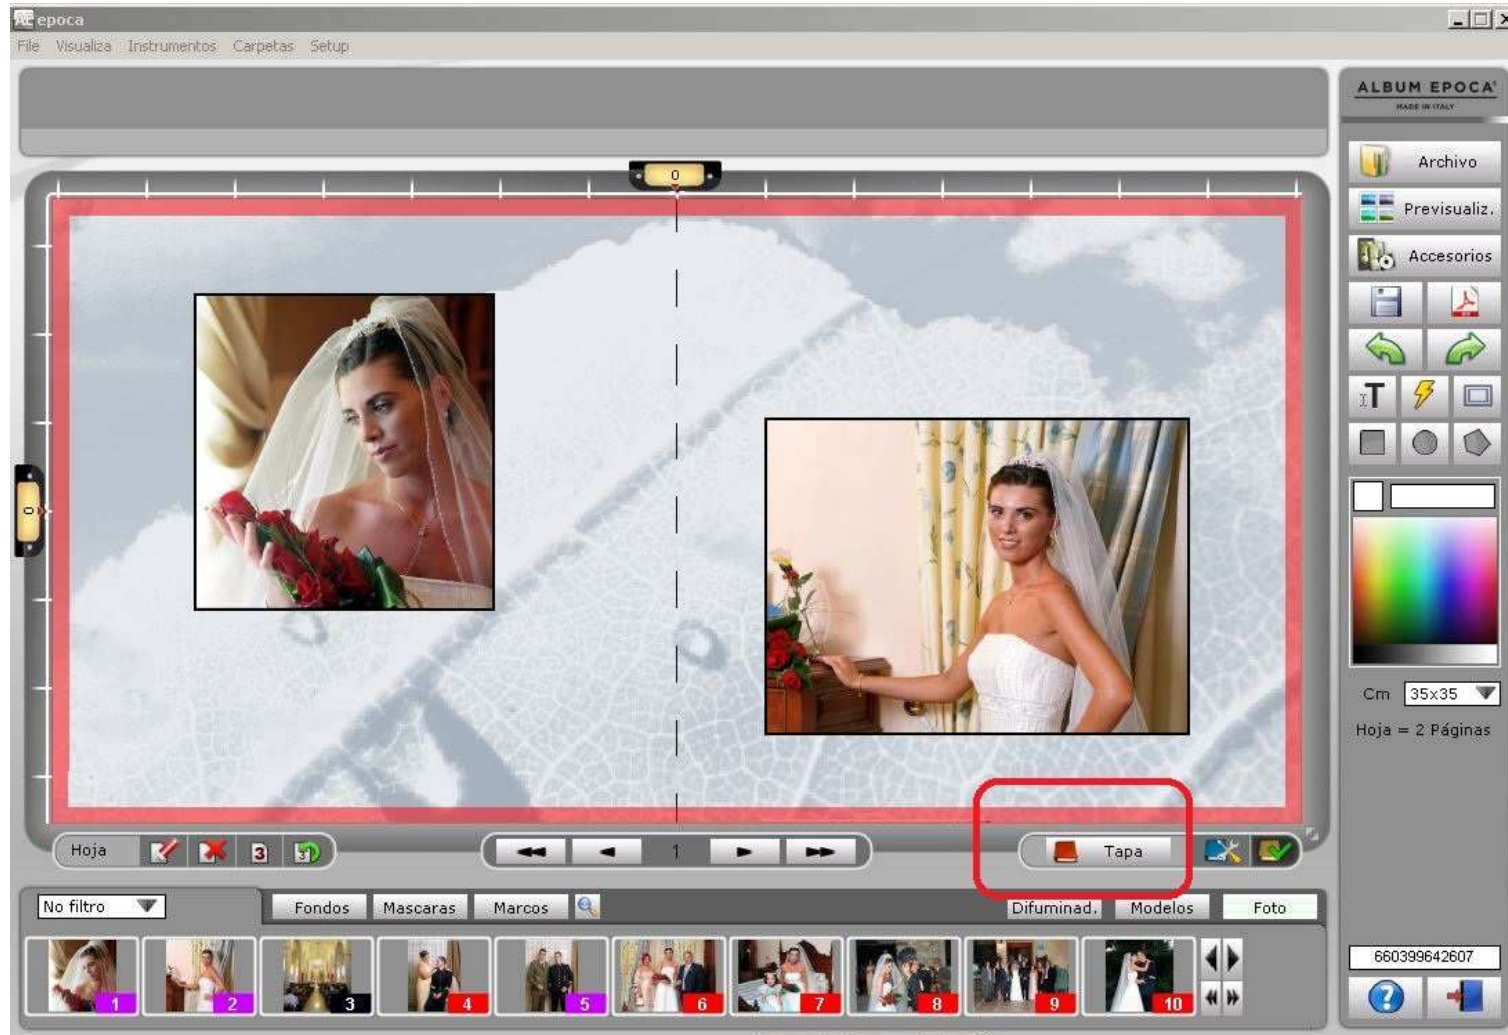 epoca
File Visualiza Instrumentos Carpetas Setup
ALBUM EPOCA
MADE IN ITALY
0
Archivo
Previsualiz.
Accesorios
T
0
Cm 35x35
Hoja = 2 Páginas
Hoja 3 1 Tapa
No filtro Fondos Mascaras Marcos Difuminad. Modelos Foto
1 2 3 4 5 6 7 8 9 10
660399642607
?